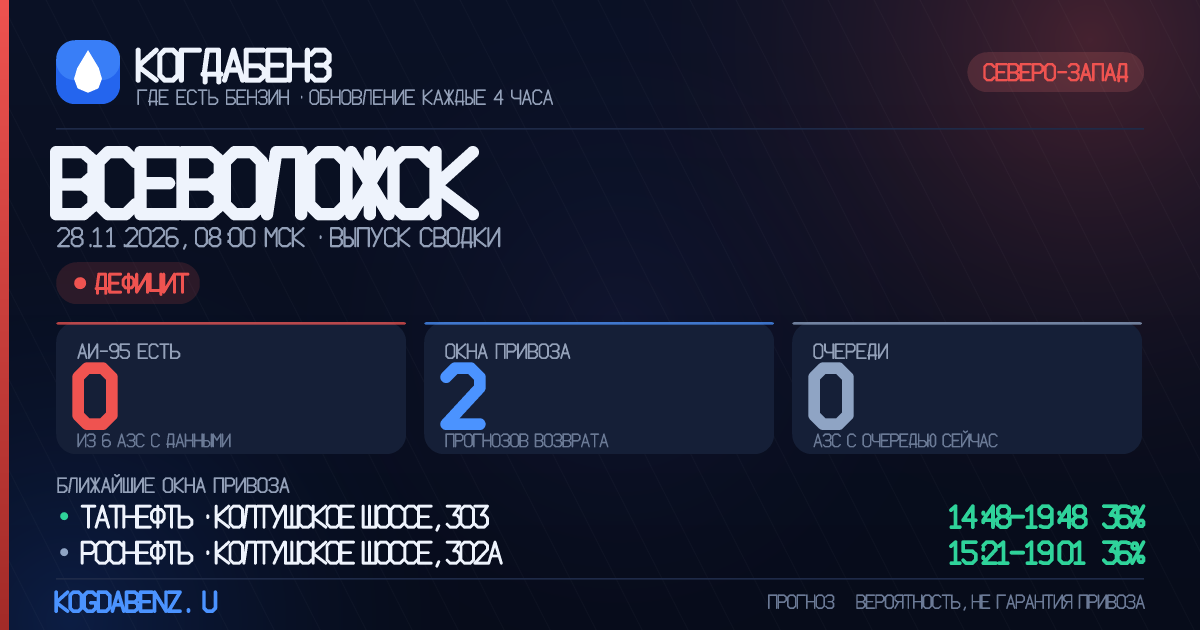 КОГДАБЕНЗ
ГДЕ ЕСТЬ БЕНЗИН · ОБНОВЛЕНИЕ КАЖДЫЕ 4 ЧАСА
СЕВЕРО-ЗАПАД
ВСЕВОЛОЖСК
28.11.2026, 08:00 МСК · ВЫПУСК СВОДКИ
• ДЕФИЦИТ
АИ-95 ЕСТЬ
0
ИЗ 6 АЗС С ДАННЫМИ
ОКНА ПРИВОЗА
2
ПРОГНОЗОВ ВОЗВРАТА
ОЧЕРЕДИ
0
АЗС С ОЧЕРЕДЬЮ СЕЙЧАС
БЛИЖАЙШИЕ ОКНА ПРИВОЗА
• ТАТНЕФТЬ · КОЛТУШСКОЕ ШОССЕ, 303 14:48-19:48 36%
• РОСНЕФТЬ · КОЛТУШСКОЕ ШОССЕ, 302А 15:21-19:01 36%
KOGDABENZ. U
ПРОГНОЗ ВЕРОЯТНОСТЬ, НЕ ГАРАНТИЯ ПРИВОЗА